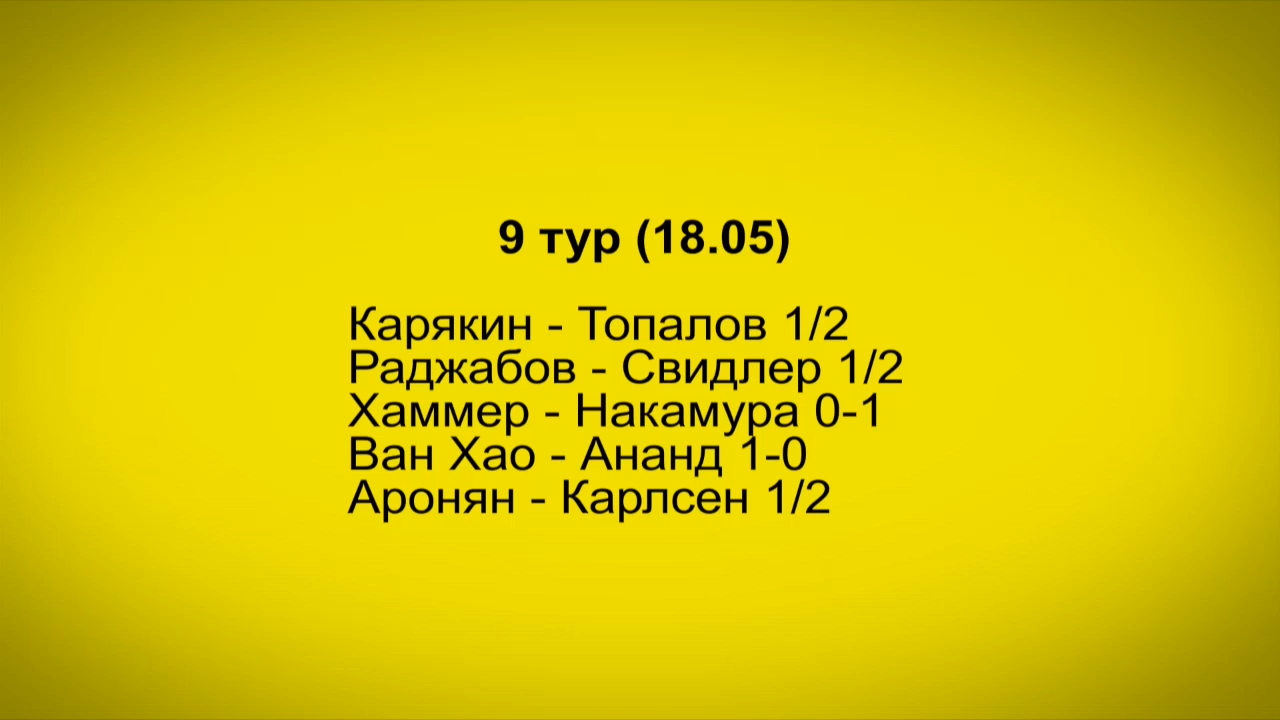 9 тур (18.05)
Карякин - Топалов 1/2
Раджабов - Свидлер 1/2
Хаммер - Накамура 0-1
Ван Хао - Ананд 1-0
Аронян - Карлсен 1/2